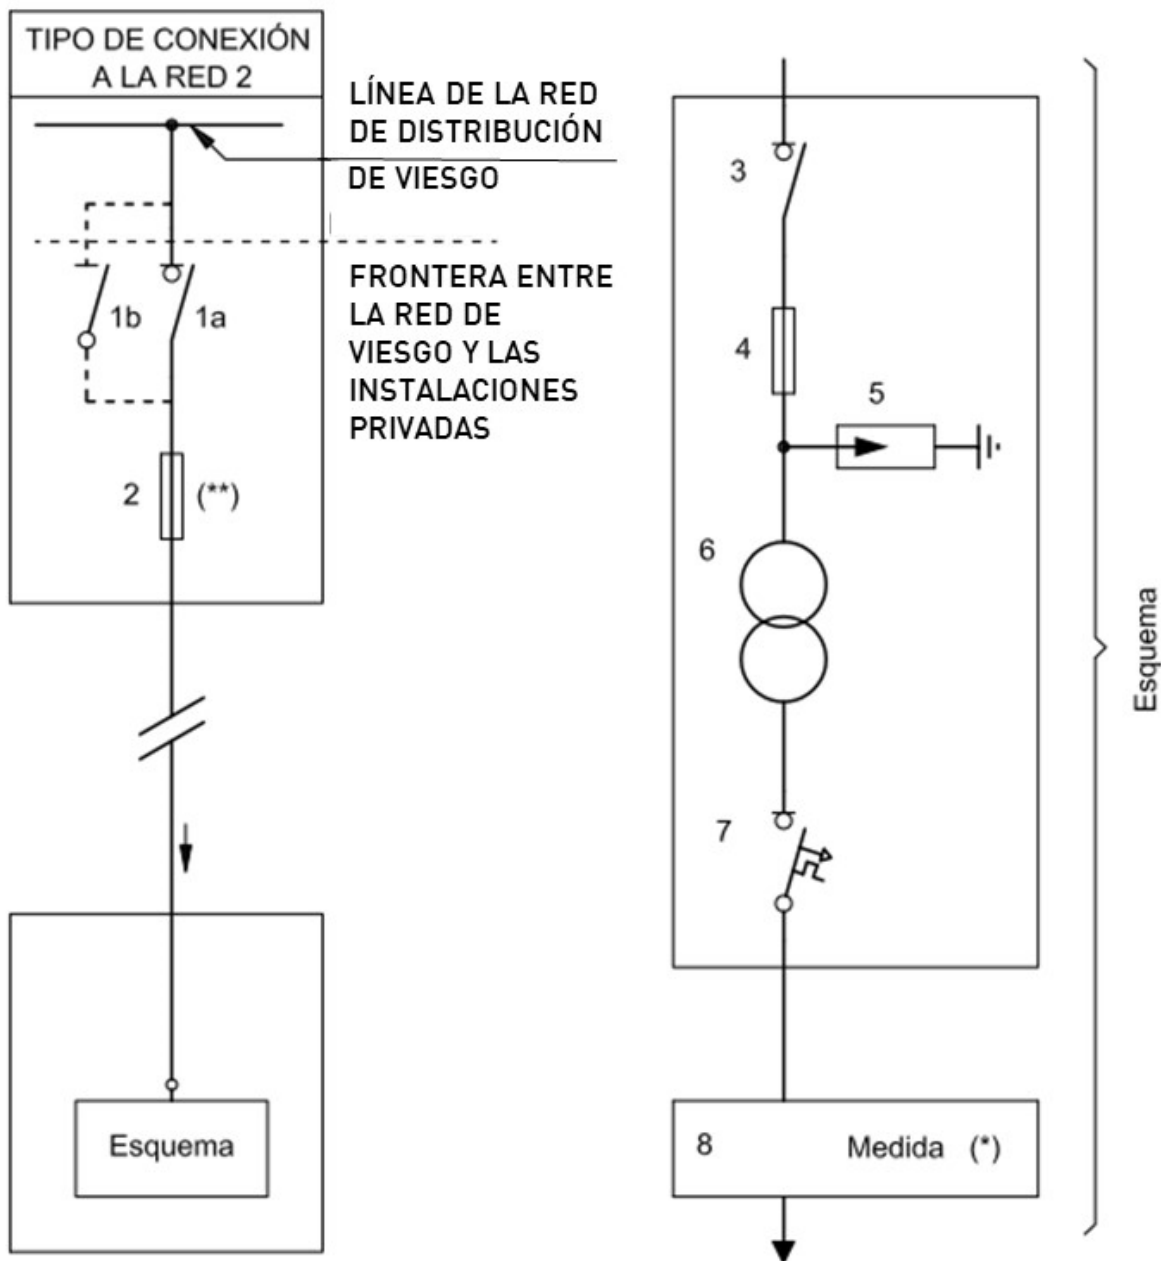 TIPO DE CONEXIÓN
A LA RED 2
LÍNEA DE LA RED
DE DISTRIBUCIÓN
DE VIESGO
FRONTERA ENTRE
LA RED DE
VIESGO Y LAS
INSTALACIONES
PRIVADAS
1b
1a
2 (**)
Esquema
3
4
5
6
7
8 Medida (*)
Esquema